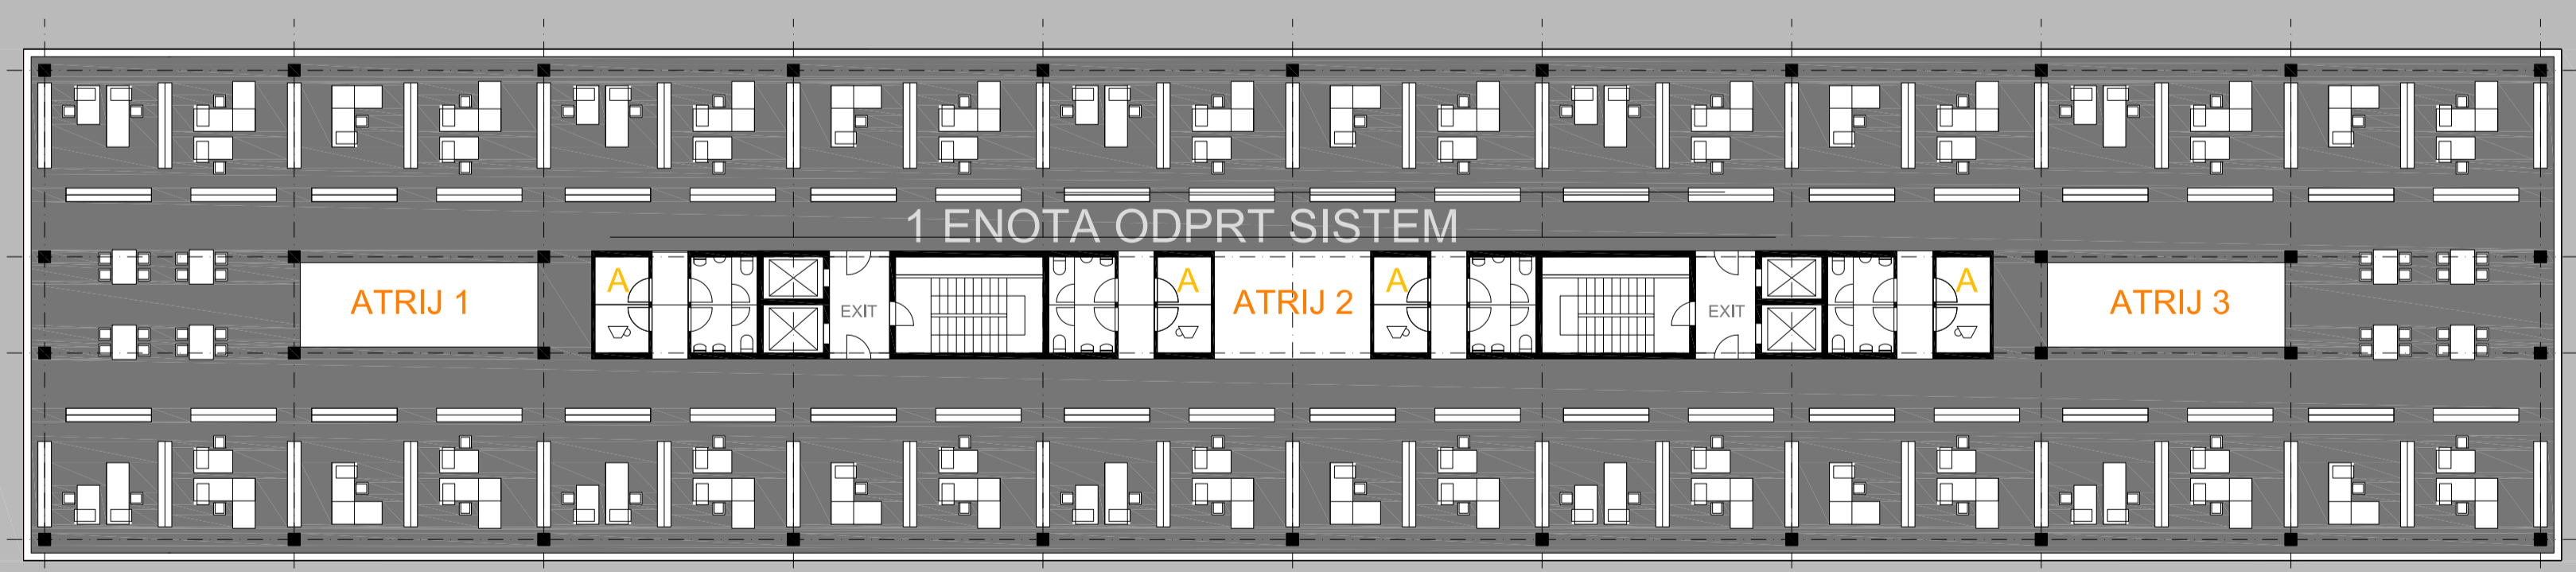 1 ENOTA ODPRT SISTEM
A
A
A
A
ATRIJ 1
EXIT
ATRIJ 2
EXIT
ATRIJ 3